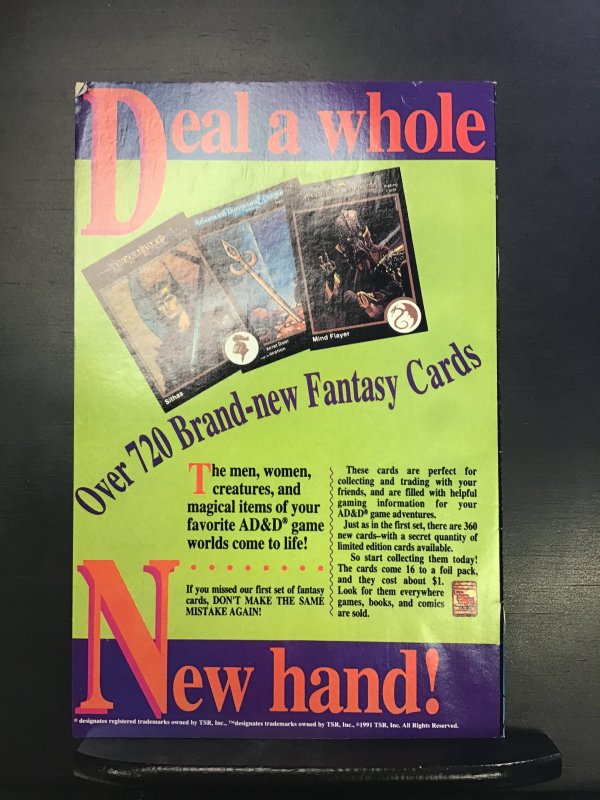 Deal a whole
Advanced Dungeons & Dragons
Trading
Cards
Sithas
Mind Flayer
Over 720 Brand-new Fantasy Cards
The men, women,
creatures, and
magical items of your
favorite AD&D® game
worlds come to life!
If you missed our first set of fantasy
cards, DON'T MAKE THE SAME
MISTAKE AGAIN!
These cards are perfect for
collecting and trading with your
friends, and are filled with helpful
gaming information for your
AD&D® game adventures.
Just as in the first set, there are 360
new cards–with a secret quantity of
limited edition cards available.
So start collecting them today!
The cards come 16 to a foil pack,
and they cost about $1.
Look for them everywhere
games, books, and comics
are sold.
New hand!
® designates registered trademarks owned by TSR, Inc., ™designates trademarks owned by TSR, Inc., ©1991 TSR, Inc. All Rights Reserved.